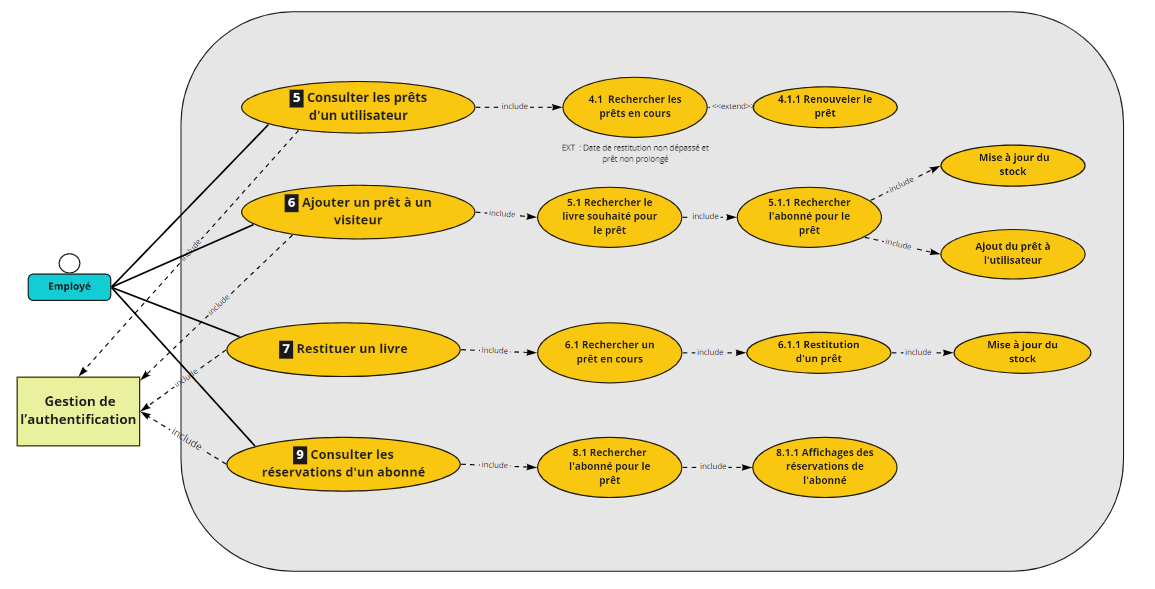 5 Consulter les prêts
d'un utilisateur
include
4.1 Rechercher les
prêts en cours
<<extend>>
4.1.1 Renouveler le
prêt
EXT : Date de restitution non dépassé et
prêt non prolongé
Mise à jour du
stock
include
6 Ajouter un prêt à un
visiteur
include
5.1 Rechercher le
livre souhaité pour
le prêt
include
5.1.1 Rechercher
l'abonné pour le
prêt
include
Ajout du prêt à
l'utilisateur
include
Employé
include
7 Restituer un livre
include
6.1 Rechercher un
prêt en cours
include
6.1.1 Restitution
d'un prêt
include
Mise à jour du
stock
include
Gestion de
l'authentification
include
9 Consulter les
réservations d'un abonné
include
8.1 Rechercher
l'abonné pour le
prêt
include
8.1.1 Affichages des
réservations de
l'abonné